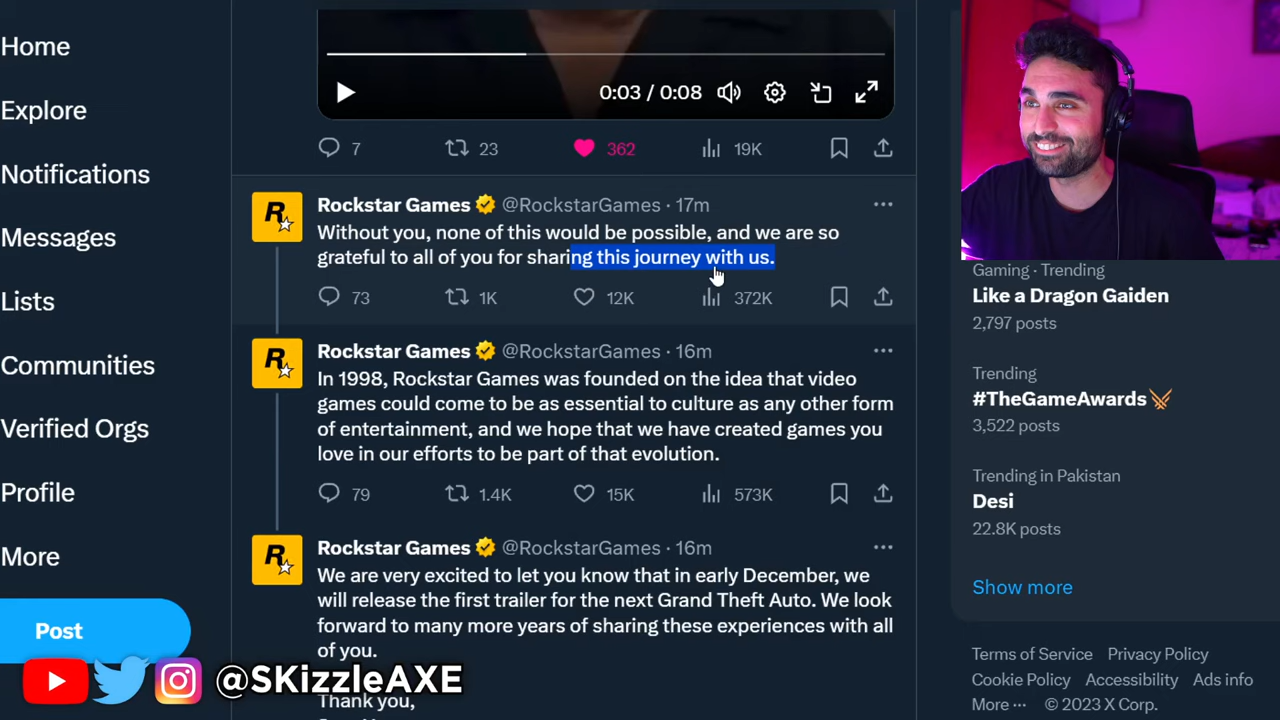 Home
Explore
Notifications
Messages
Lists
Communities
Verified Orgs
Profile
More
Post
0:03 / 0:08
7
23
362
19K
Rockstar Games @RockstarGames · 17m
Without you, none of this would be possible, and we are so
grateful to all of you for sharing this journey with us.
73
1K
12K
372K
Rockstar Games @RockstarGames · 16m
In 1998, Rockstar Games was founded on the idea that video
games could come to be as essential to culture as any other form
of entertainment, and we hope that we have created games you
love in our efforts to be part of that evolution.
79
1.4K
15K
573K
Rockstar Games @RockstarGames · 16m
We are very excited to let you know that in early December, we
will release the first trailer for the next Grand Theft Auto. We look
forward to many more years of sharing these experiences with all
of you.
Thank you,
@SKizzleAXE
Gaming · Trending
Like a Dragon Gaiden
2,797 posts
Trending
#TheGameAwards
3,522 posts
Trending in Pakistan
Desi
22.8K posts
Show more
Terms of Service Privacy Policy
Cookie Policy Accessibility Ads info
More ··· © 2023 X Corp.